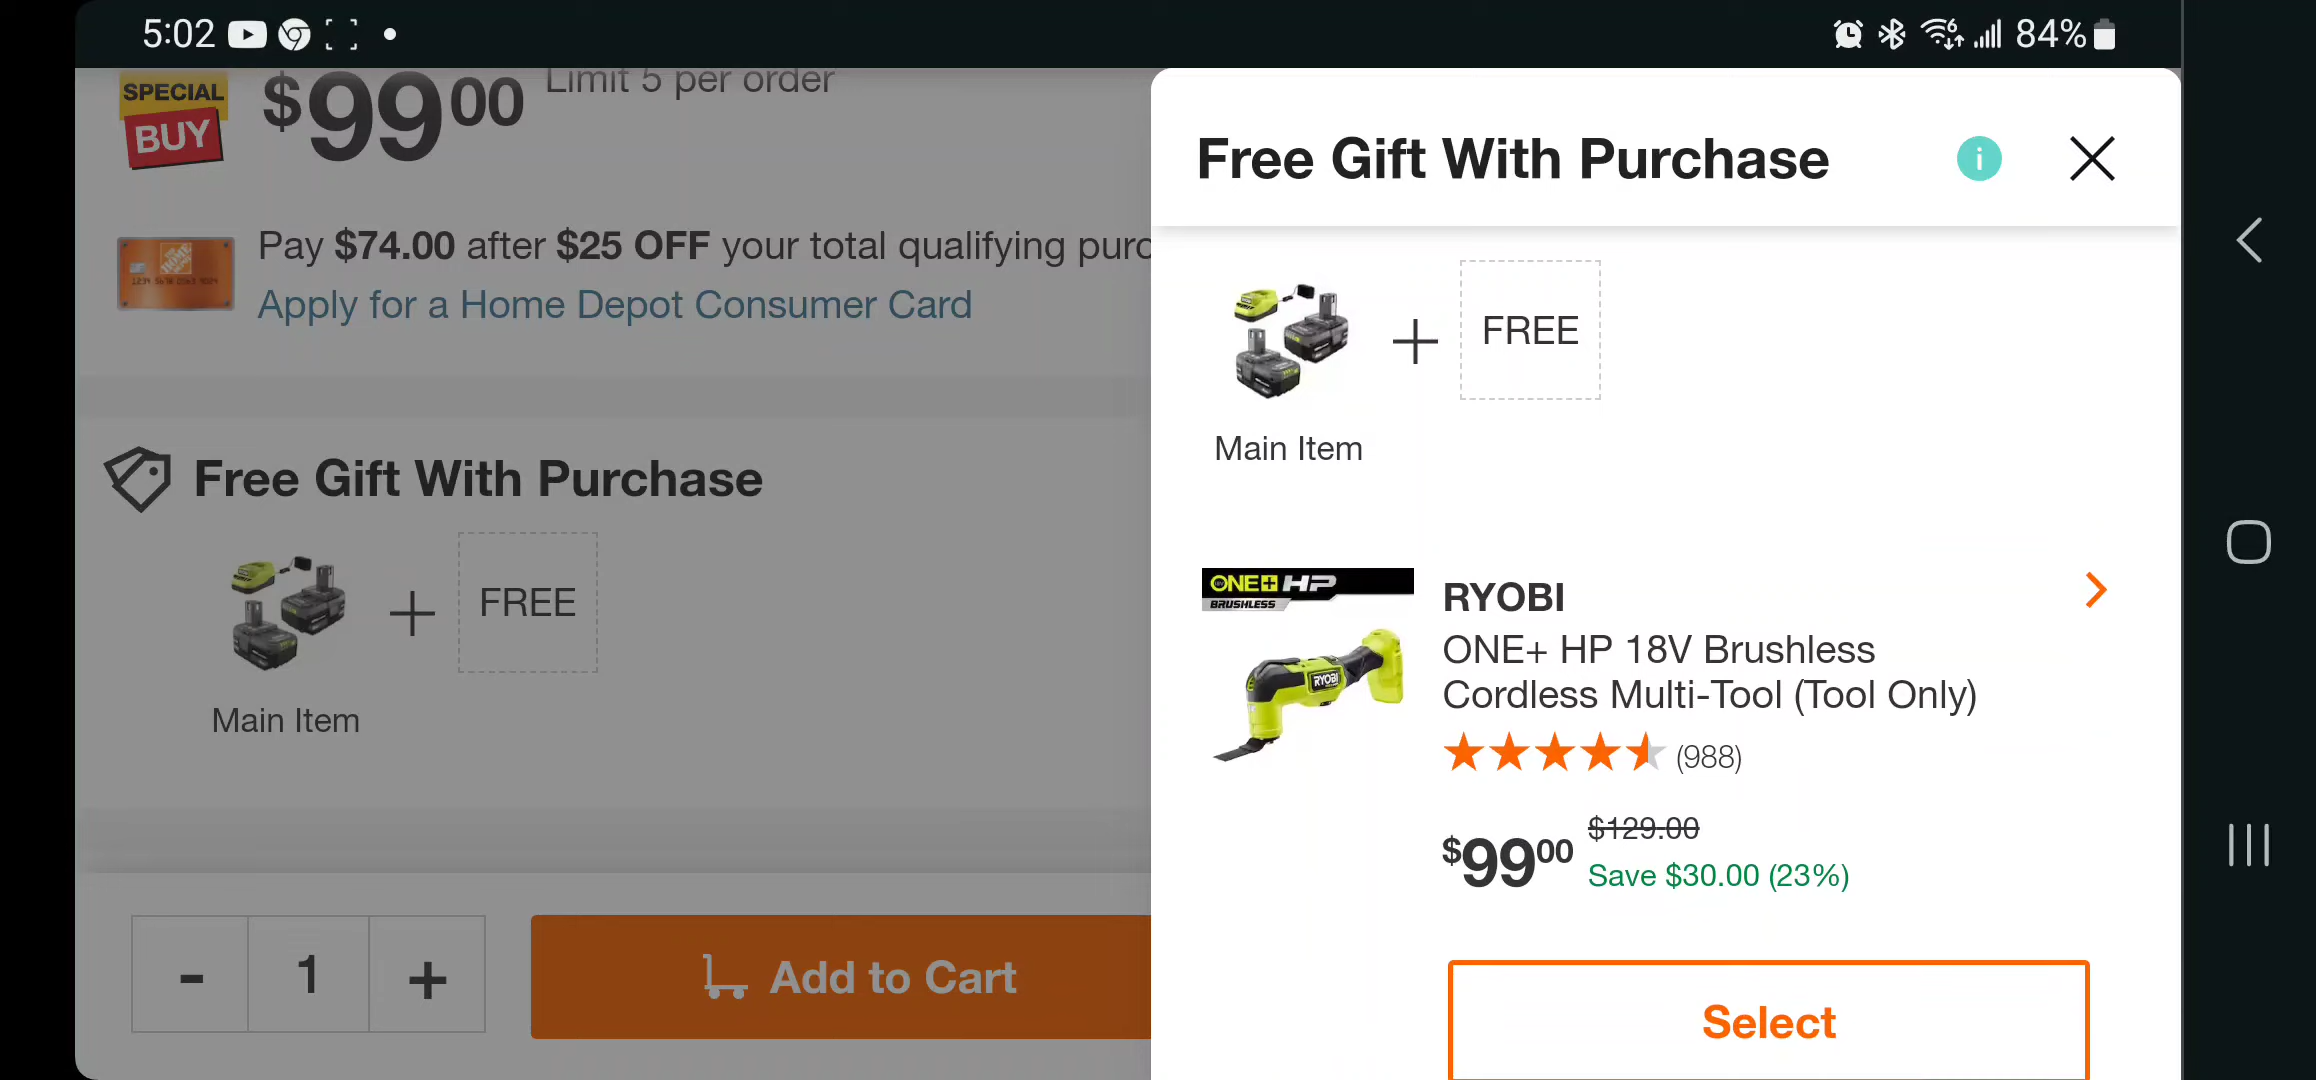 5:02
84%
SPECIAL
BUY
$99 00
Limit 5 per order
Pay $74.00 after $25 OFF your total qualifying purc
Apply for a Home Depot Consumer Card
Free Gift With Purchase
FREE
Main Item
- 1 +
Add to Cart
Free Gift With Purchase
i
FREE
Main Item
ONE+ HP
BRUSHLESS
RYOBI
RYOBI
ONE+ HP 18V Brushless
Cordless Multi-Tool (Tool Only)
(988)
$99 00
$129.00
Save $30.00 (23%)
Select